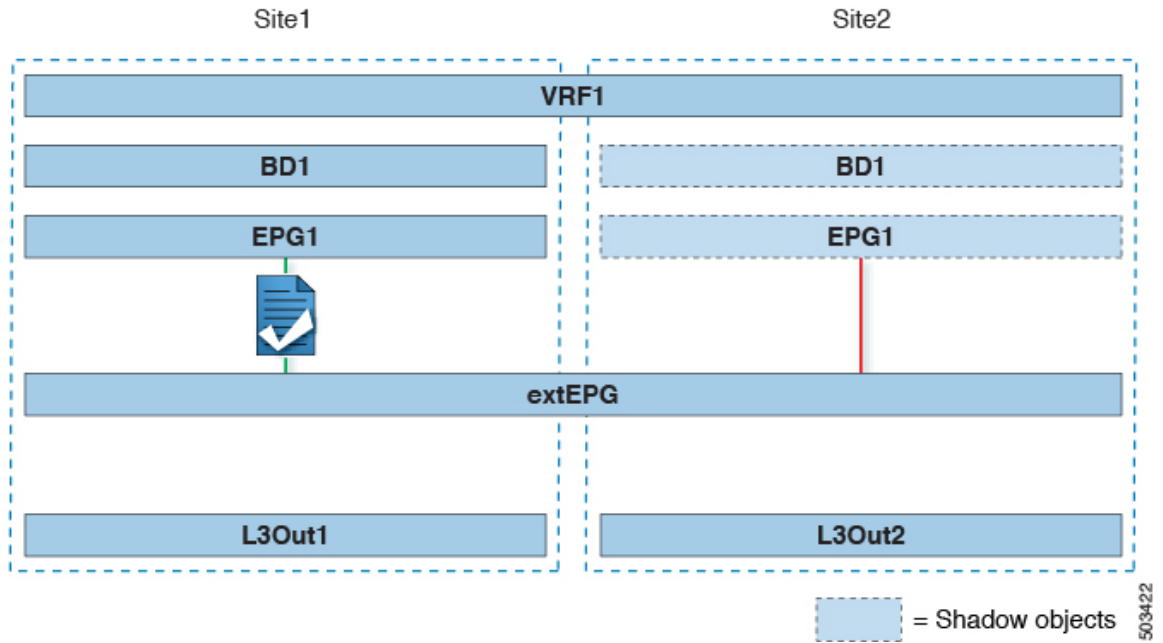 Site1
Site2
VRF1
BD1
BD1
EPG1
EPG1
extEPG
L3Out1
L3Out2
= Shadow objects
503422